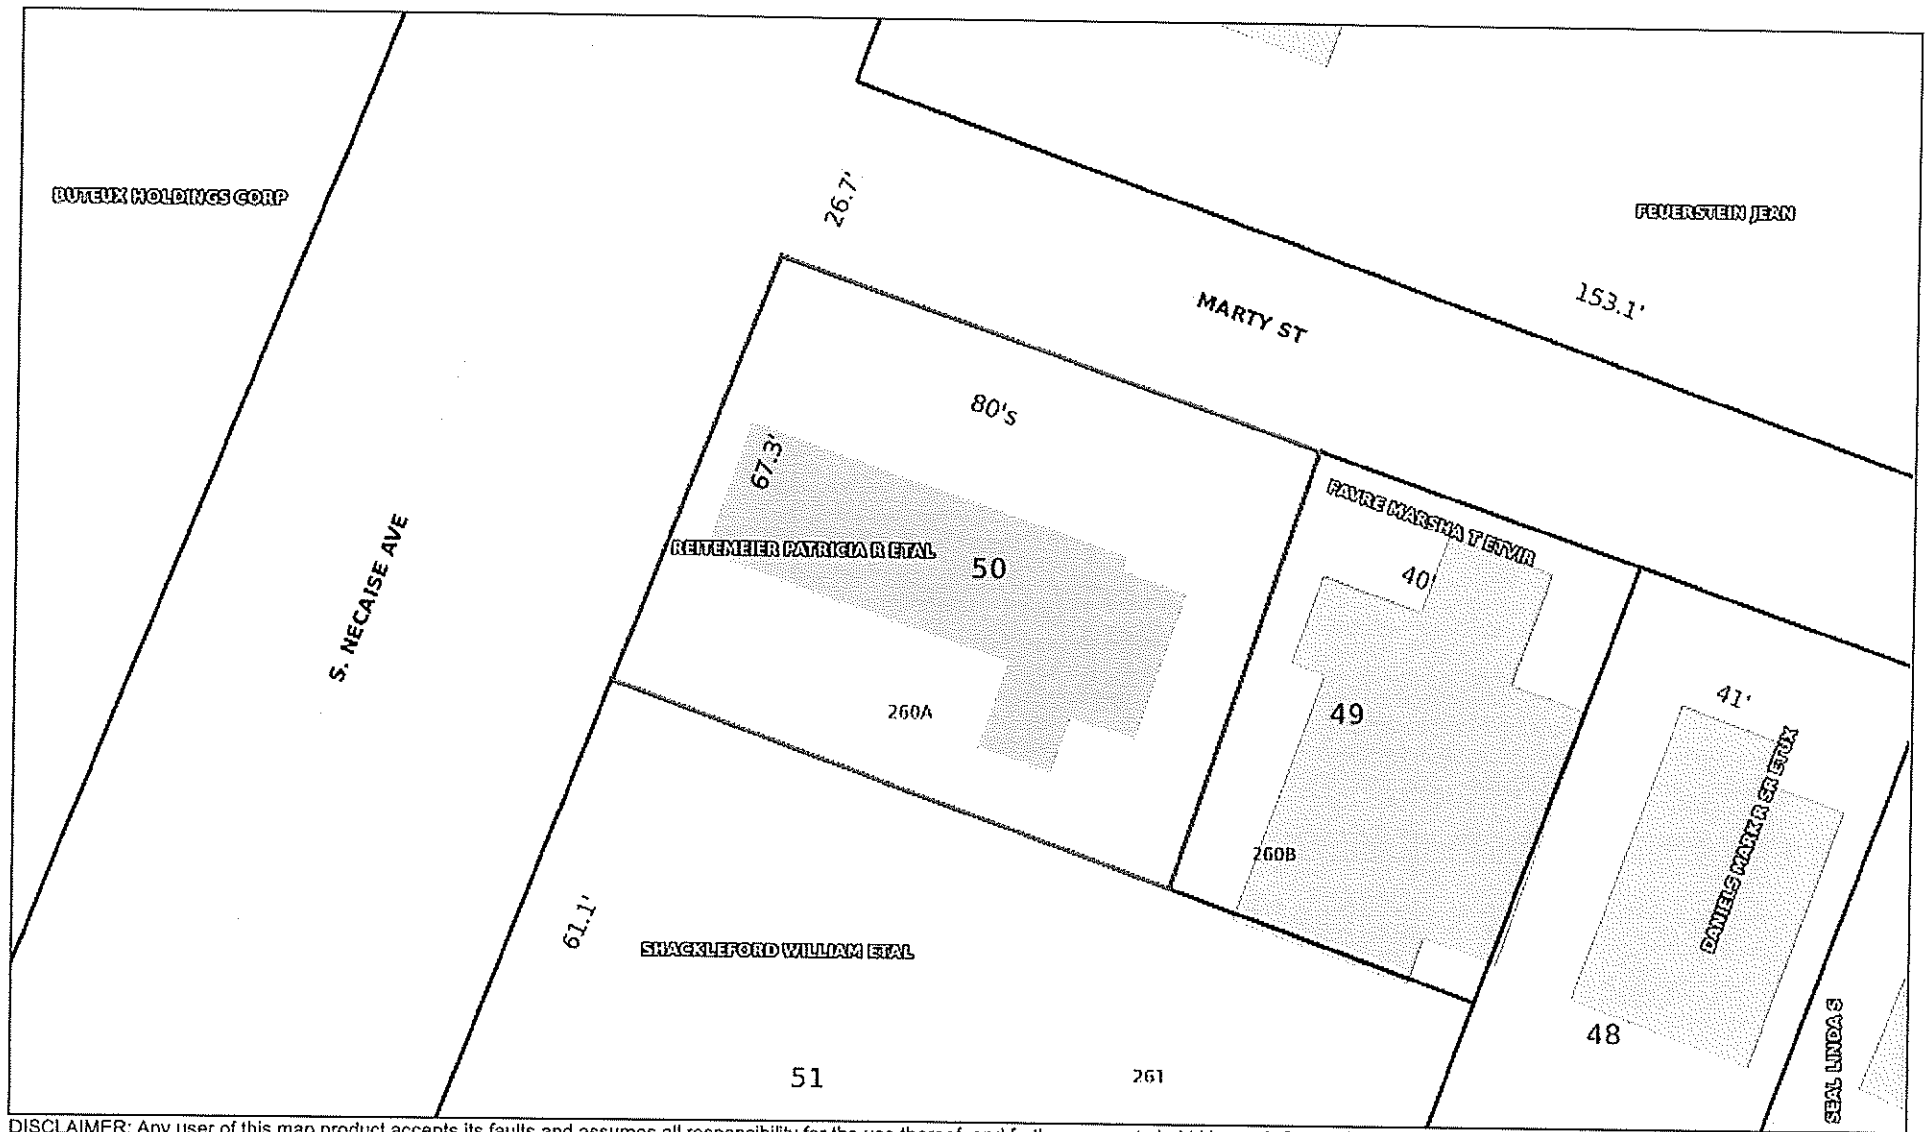 BUTEUX HOLDINGS CORP
26.7'
FEUERSTEIN JEAN
153.1'
MARTY ST
80's
67.3'
REITEMEIER PATRICIA R ETAL
50
FAVRE MARSHA T ETVIR
40'
S. NECAISE AVE
260A
49
41'
DANIELS MARK R SR ETUX
260B
61.1'
SHACKLEFORD WILLIAM ETAL
48
SEAL LINDA S
51
261
DISCLAIMER: Any user of this map product accepts its faults and assumes all responsibility for the use thereof, and